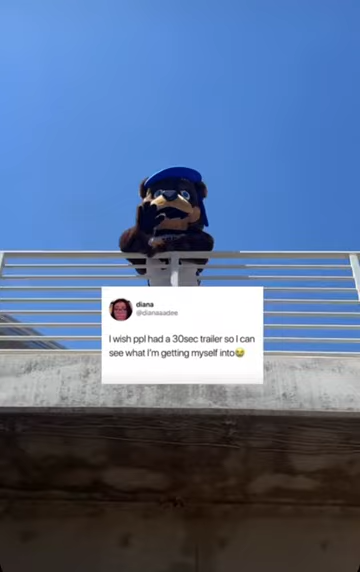 diana
@dianaaadee
I wish ppl had a 30sec trailer so I can
see what I'm getting myself into😭